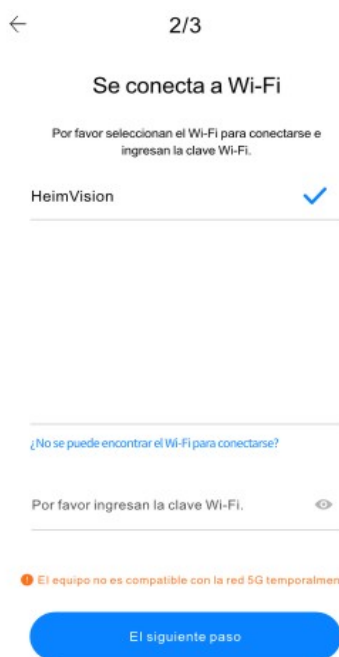 2/3
Se conecta a Wi-Fi
Por favor seleccionan el Wi-Fi para conectarse e
ingresan la clave Wi-Fi.
HeimVision
¿No se puede encontrar el Wi-Fi para conectarse?
Por favor ingresan la clave Wi-Fi.
El equipo no es compatible con la red 5G temporalmen
El siguiente paso